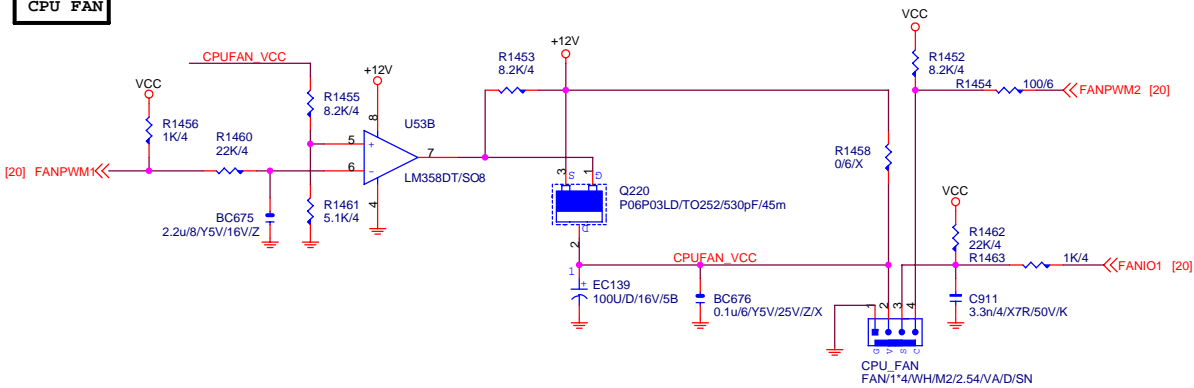 CPU FAN
CPUFAN_VCC
VCC
R1456
1K/4
R1460
22K/4
[20] FANPWM1
BC675
2.2u/8/Y5V/16V/Z
R1455
8.2K/4
R1461
5.1K/4
+12V
8
U53B
5
+
6
-
7
LM358DT/SO8
4
R1453
8.2K/4
+12V
3
1
S
G
Q220
P06P03LD/TO252/530pF/45m
D
2
CPUFAN_VCC
1
+
EC139
100U/D/16V/5B
BC676
0.1u/6/Y5V/25V/Z/X
R1458
0/6/X
VCC
R1452
8.2K/4
R1454
100/6
FANPWM2 [20]
VCC
R1462
22K/4
R1463
1K/4
FANIO1 [20]
C911
3.3n/4/X7R/50V/K
1
2
3
4
G
V
S
C
CPU_FAN
FAN/1*4/WH/M2/2.54/VA/D/SN